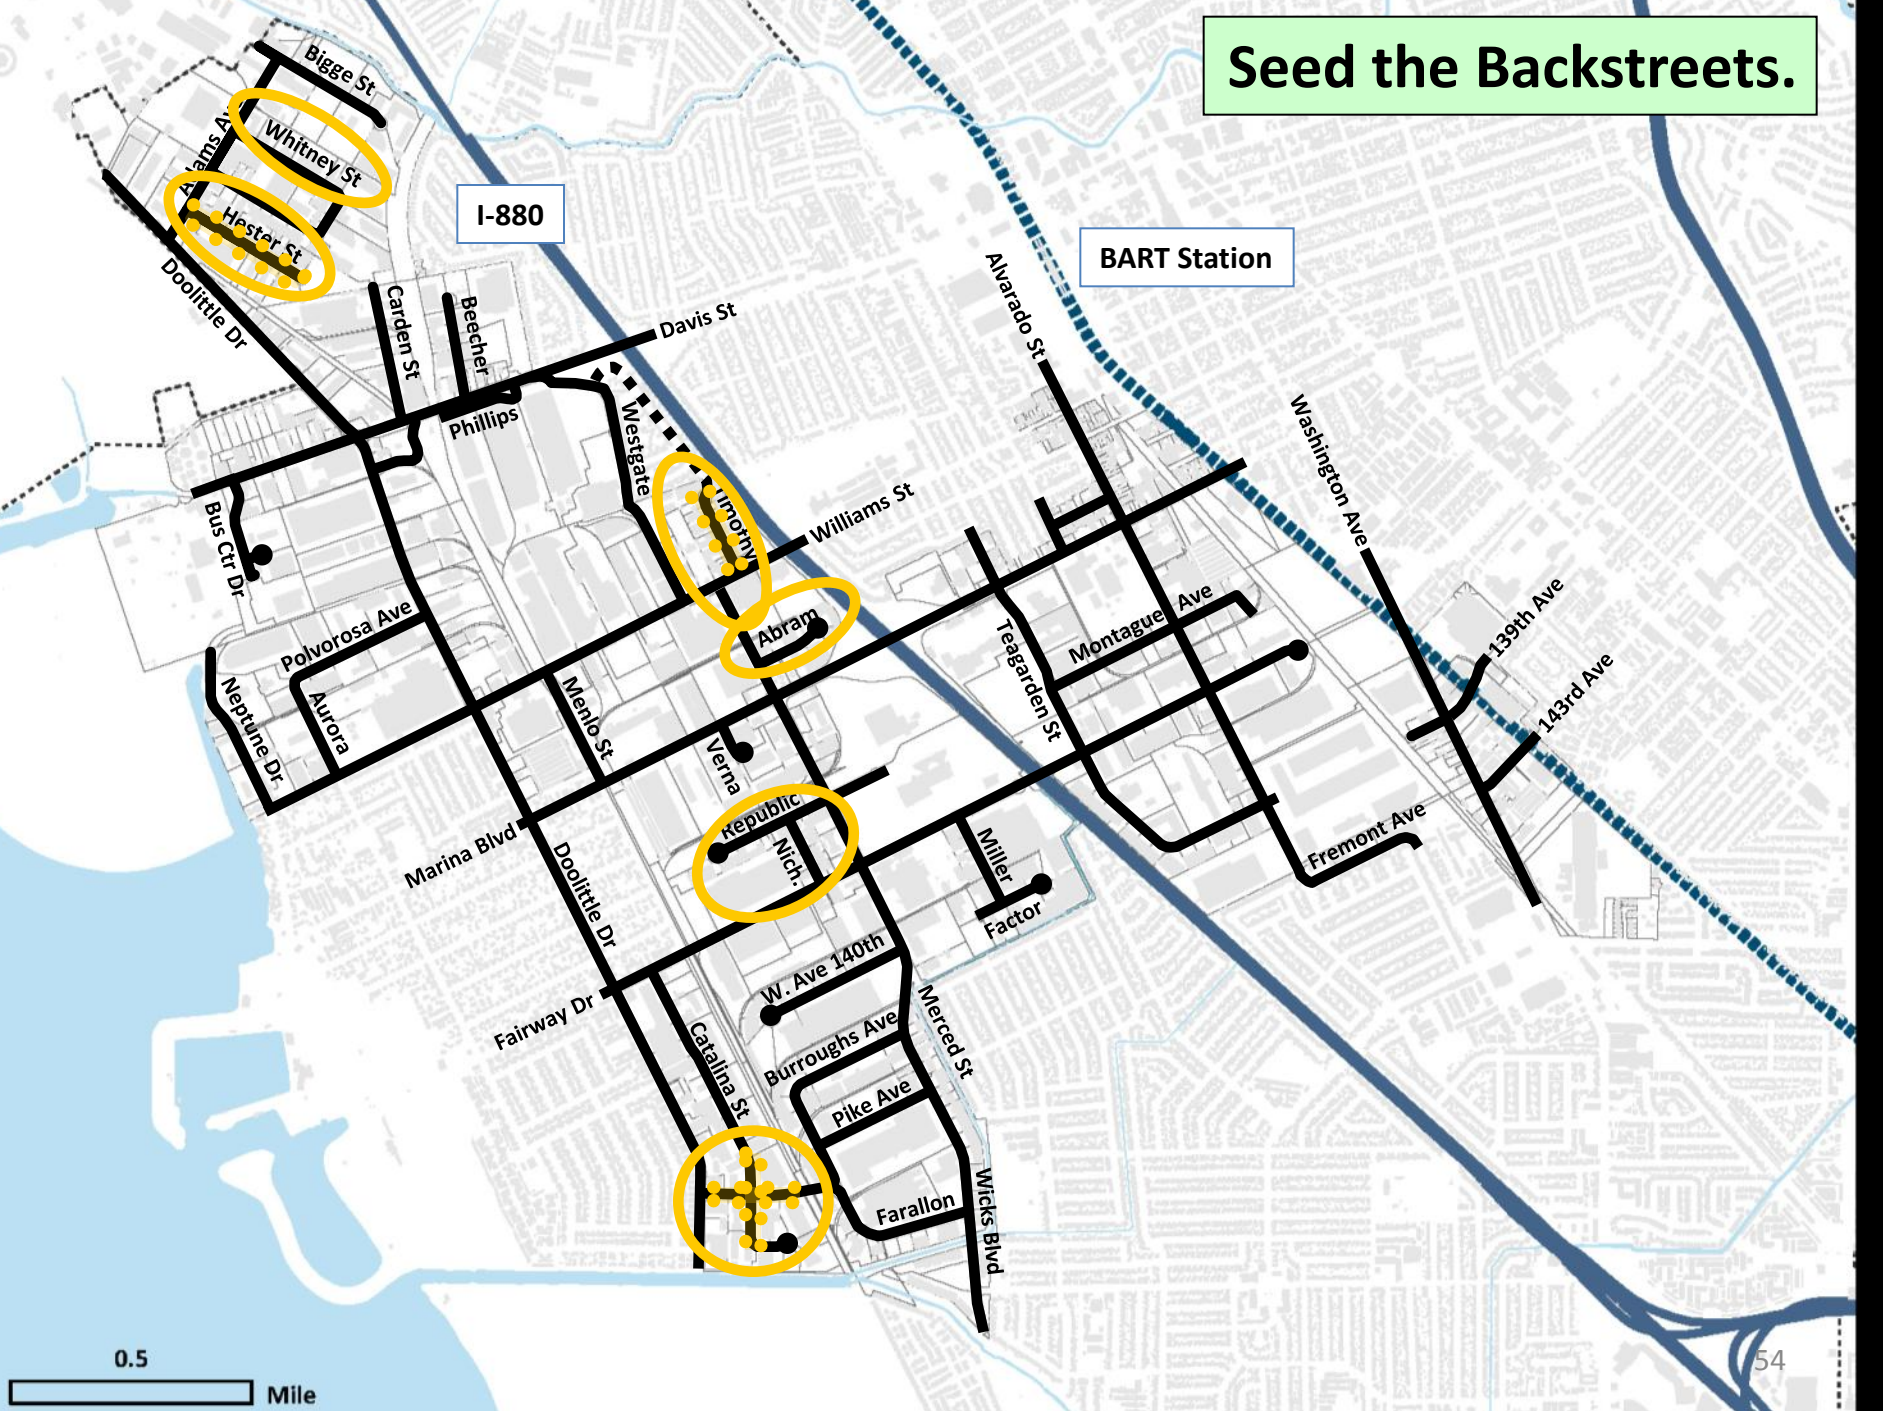 Seed the Backstreets.
Bigge St
Whitney St
Adams Av
Hester St
I-880
BART Station
Doolittle Dr
Carden St
Beecher
Davis St
Alvarado St
Phillips
Westgate
Washington Ave
Bus Ctr Dr
Timothy
Williams St
Abram
Polvorosa Ave
Teagarden St
Montague Ave
139th Ave
143rd Ave
Neptune Dr
Aurora
Menlo St
Verna
Republic
Nich.
Marina Blvd
Doolittle Dr
Miller
Factor
Fremont Ave
W. Ave 140th
Fairway Dr
Catalina St
Burroughs Ave
Merced St
Pike Ave
Farallon
Wicks Blvd
0.5
Mile
54